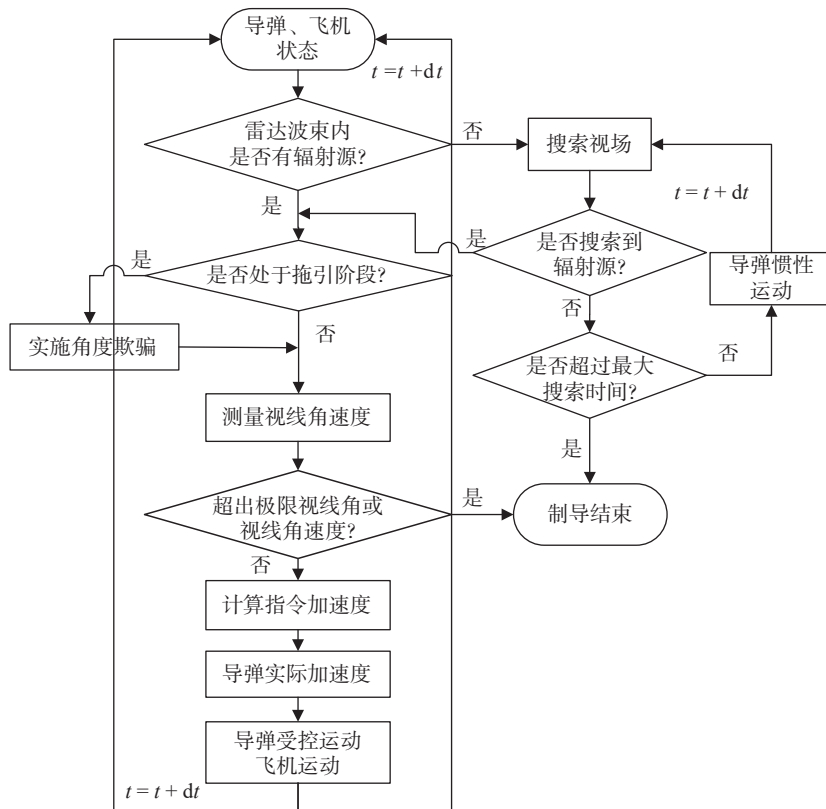 导弹、飞机
状态
t = t + dt
雷达波束内
是否有辐射源?
否
搜索视场
是
t = t + dt
是否搜索到
辐射源?
是
导弹惯性
运动
是
是否处于拖引阶段?
否
否
实施角度欺骗
是否超过最大
搜索时间?
否
测量视线角速度
是
超出极限视线角或
视线角速度?
是
制导结束
否
计算指令加速度
导弹实际加速度
导弹受控运动
飞机运动
t = t + dt